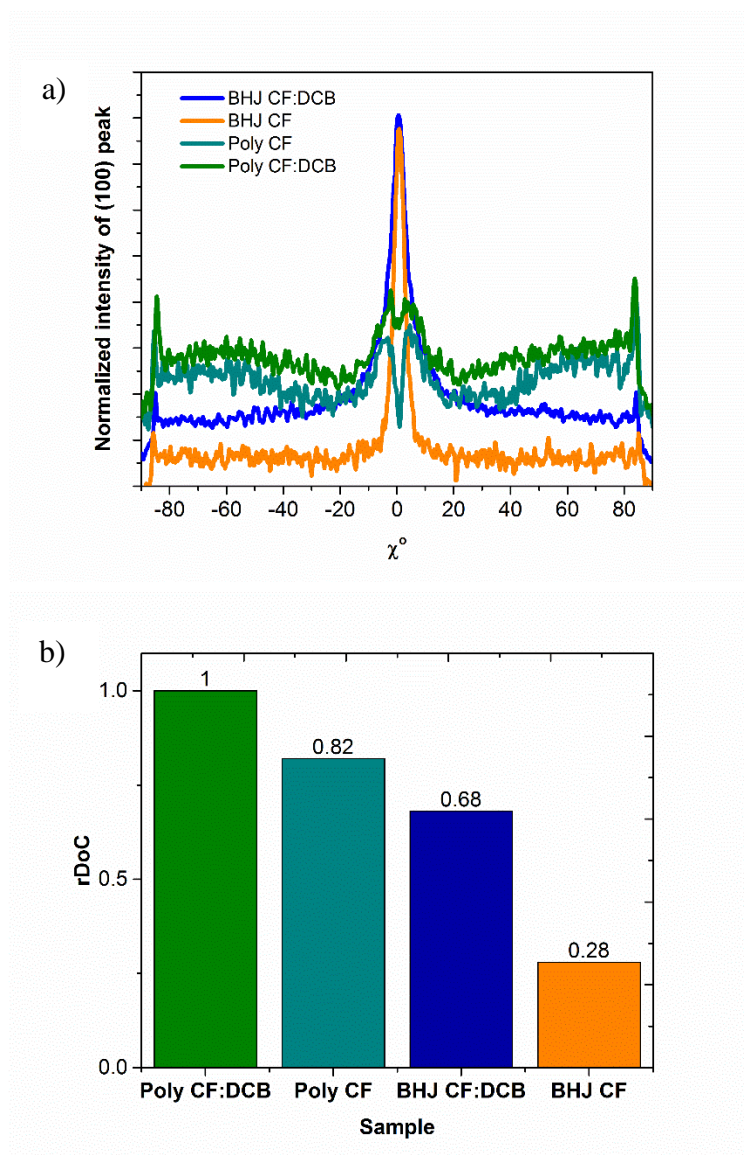 a)
Normalized intensity of (100) peak
BHJ CF:DCB
BHJ CF
Poly CF
Poly CF:DCB
-80 -60 -40 -20 0 20 40 60 80
χ°
b)
rDoC
1.0
0.5
0.0
1
0.82
0.68
0.28
Poly CF:DCB Poly CF BHJ CF:DCB BHJ CF
Sample